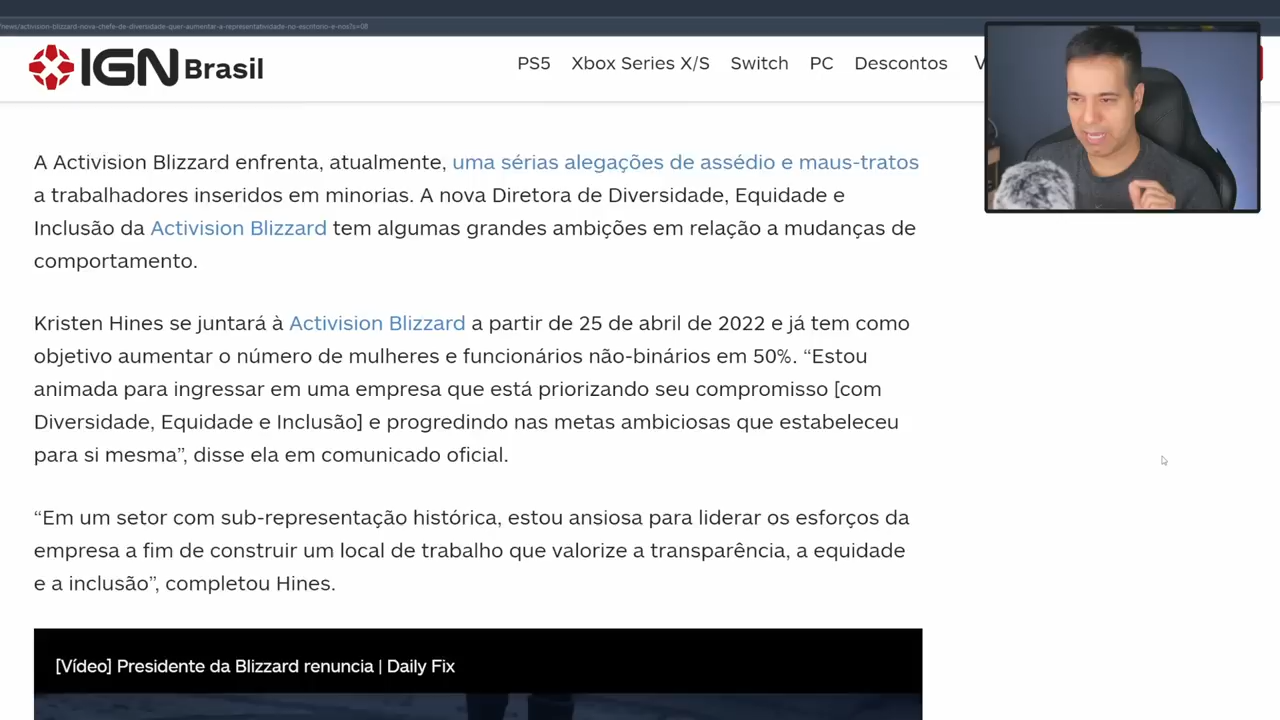 /news/activision-blizzard-nova-chefe-de-diversidade-quer-aumentar-a-representatividade-no-escritorio-e-nos?x=08
IGN Brasil
PS5 Xbox Series X/S Switch PC Descontos V
A Activision Blizzard enfrenta, atualmente, uma sérias alegações de assédio e maus-tratos
a trabalhadores inseridos em minorias. A nova Diretora de Diversidade, Equidade e
Inclusão da Activision Blizzard tem algumas grandes ambições em relação a mudanças de
comportamento.
Kristen Hines se juntará à Activision Blizzard a partir de 25 de abril de 2022 e já tem como
objetivo aumentar o número de mulheres e funcionários não-binários em 50%. “Estou
animada para ingressar em uma empresa que está priorizando seu compromisso [com
Diversidade, Equidade e Inclusão] e progredindo nas metas ambiciosas que estabeleceu
para si mesma”, disse ela em comunicado oficial.
“Em um setor com sub-representação histórica, estou ansiosa para liderar os esforços da
empresa a fim de construir um local de trabalho que valorize a transparência, a equidade
e a inclusão”, completou Hines.
[Vídeo] Presidente da Blizzard renuncia | Daily Fix